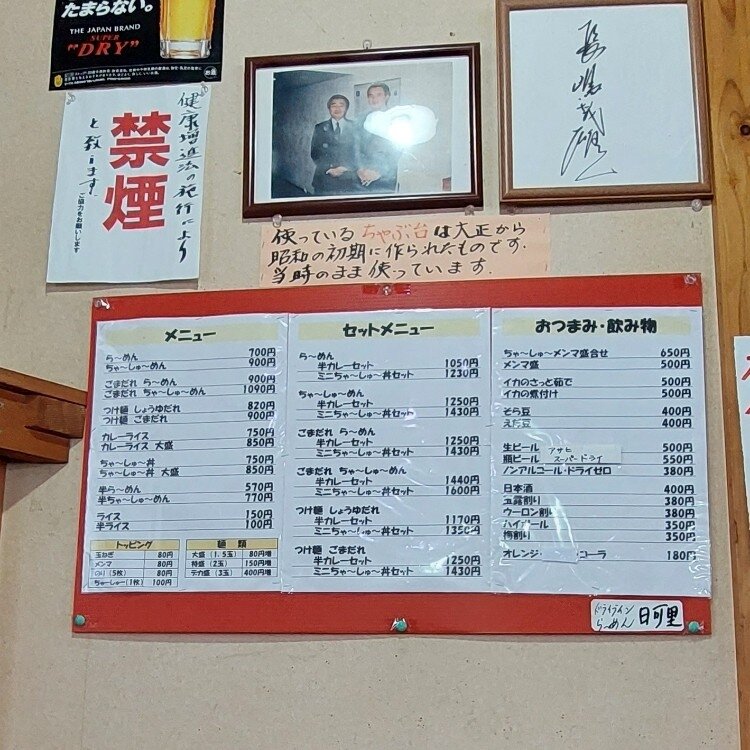 たまらない。
THE JAPAN BRAND
SUPER
"DRY"
健康増進法の施行により
禁煙
と致します。
ご協力をお願いします
使っているちゃぶ台は大正から
昭和の初期に作られたものです。
当時のまま使っています。
メニュー
ら〜めん 700円
ちゃ〜しゅ〜めん 900円
ごまだれ ら〜めん 900円
ごまだれ ちゃ〜しゅ〜めん 1090円
つけ麺 しょうゆだれ 820円
つけ麺 ごまだれ 900円
カレーライス 750円
カレーライス 大盛 850円
ちゃ〜しゅ〜丼 750円
ちゃ〜しゅ〜丼 大盛 850円
半ら〜めん 570円
半ちゃ〜しゅ〜めん 770円
ライス 150円
半ライス 100円
トッピング
玉ねぎ 80円
メンマ 80円
のり(5枚) 80円
ちゃーしゅー(1枚) 100円
麺類
大盛(1.5玉) 80円増
特盛(2玉) 150円増
デカ盛(3玉) 400円増
セットメニュー
ら〜めん
半カレーセット 1050円
ミニちゃ〜しゅ〜丼セット 1230円
ちゃ〜しゅ〜めん
半カレーセット 1250円
ミニちゃ〜しゅ〜丼セット 1430円
ごまだれ ら〜めん
半カレーセット 1250円
ミニちゃ〜しゅ〜丼セット 1430円
ごまだれ ちゃ〜しゅ〜めん
半カレーセット 1440円
ミニちゃ〜しゅ〜丼セット 1600円
つけ麺 しょうゆだれ
半カレーセット 1170円
ミニちゃ〜しゅ〜丼セット 1350円
つけ麺 ごまだれ
半カレーセット 1250円
ミニちゃ〜しゅ〜丼セット 1430円
おつまみ・飲み物
ちゃ〜しゅ〜メンマ盛合せ 650円
メンマ盛 500円
イカのさっと茹で 500円
イカの煮付け 500円
そら豆 400円
えだ豆 400円
生ビール アサヒ 500円
瓶ビール スーパードライ 550円
ノンアルコール・ドライゼロ 380円
日本酒 400円
玉露割り 380円
ウーロン割り 380円
ハイボール 350円
梅割り 350円
オレンジ・ コーラ 180円
ドライブイン
らーめん 日可里